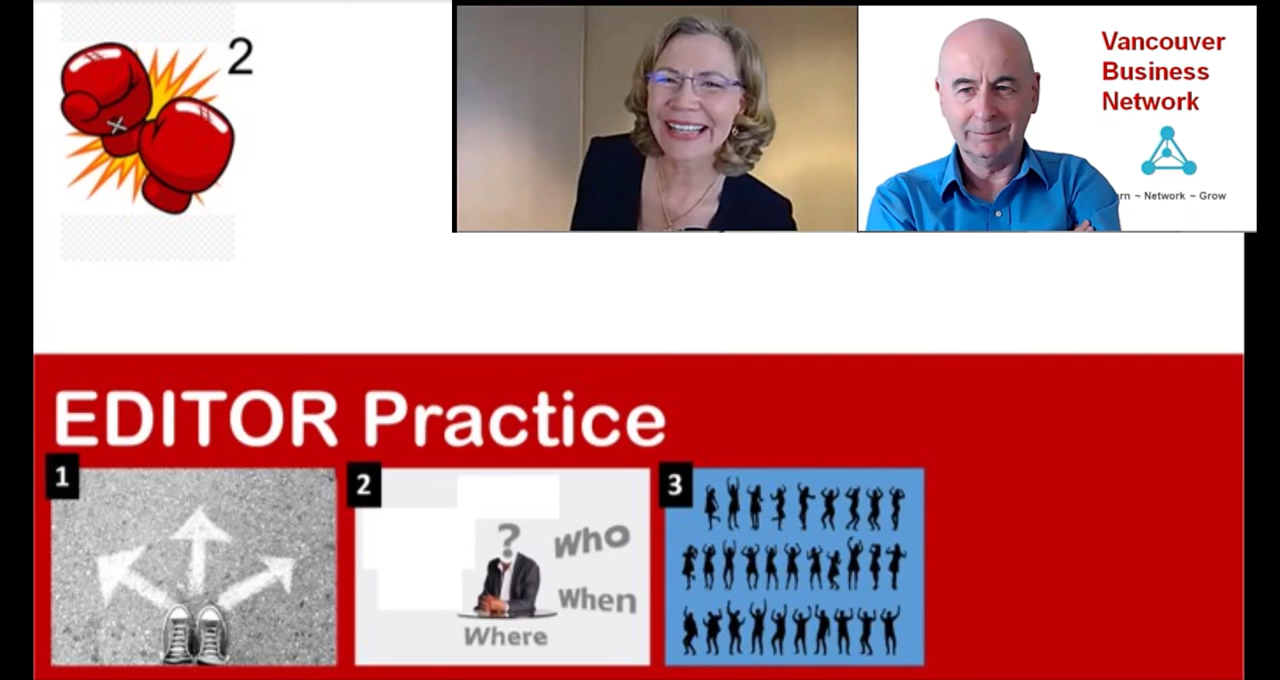 2
Vancouver
Business
Network
rn ~ Network ~ Grow
EDITOR Practice
1
2
3
?
Who
When
Where